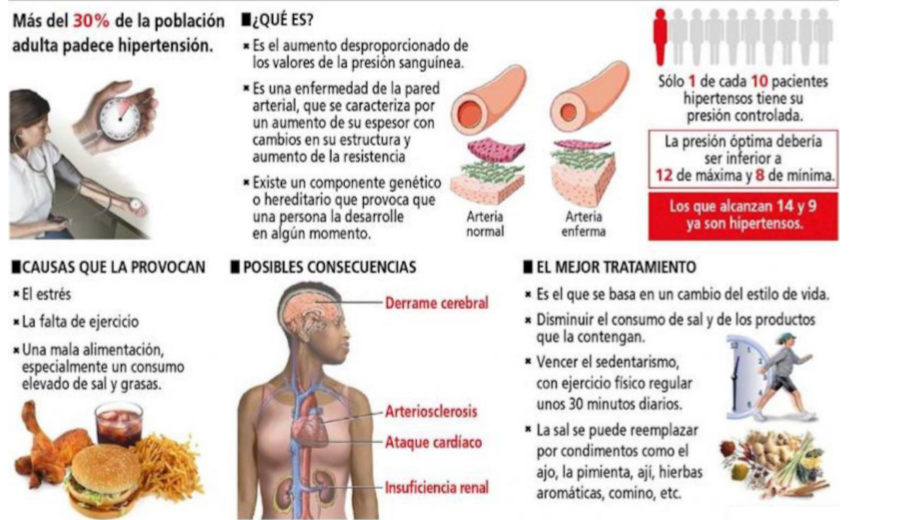 Más del 30% de la población
adulta padece hipertensión.
¿QUÉ ES?
Es el aumento desproporcionado de
los valores de la presión sanguínea.
Es una enfermedad de la pared
arterial, que se caracteriza por
un aumento de su espesor con
cambios en su estructura y
aumento de la resistencia
Existe un componente genético
o hereditario que provoca que
una persona la desarrolle
en algún momento.
Arteria
normal
Arteria
enferma
Sólo 1 de cada 10 pacientes
hipertensos tiene su
presión controlada.
La presión óptima debería
ser inferior a
12 de máxima y 8 de mínima.
Los que alcanzan 14 y 9
ya son hipertensos.
CAUSAS QUE LA PROVOCAN
El estrés
La falta de ejercicio
Una mala alimentación,
especialmente un consumo
elevado de sal y grasas.
POSIBLES CONSECUENCIAS
Derrame cerebral
Arteriosclerosis
Ataque cardíaco
Insuficiencia renal
EL MEJOR TRATAMIENTO
Es el que se basa en un cambio del estilo de vida.
Disminuir el consumo de sal y de los productos
que la contengan.
Vencer el sedentarismo,
con ejercicio físico regular
unos 30 minutos diarios.
La sal se puede reemplazar
por condimentos como el
ajo, la pimienta, ají, hierbas
aromáticas, comino, etc.